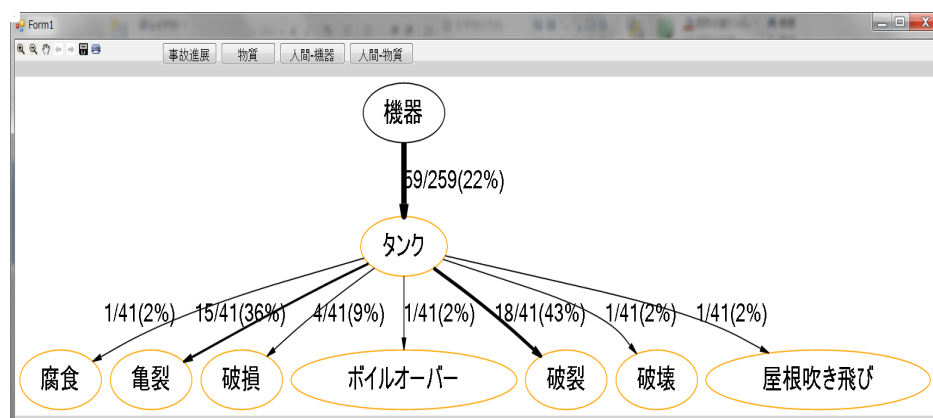 Form1
事故進展 物質 人間-機器 人間-物質
機器
59/259(22%)
タンク
1/41(2%) 15/41(36%) 4/41(9%) 1/41(2%) 18/41(43%) 1/41(2%) 1/41(2%)
腐食 亀裂 破損 ボイルオーバー 破裂 破壊 屋根吹き飛び